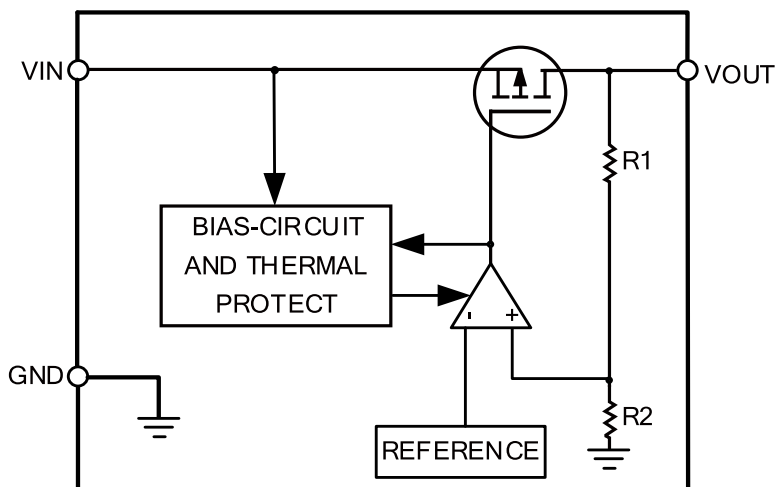 VIN
VOUT
R1
BIAS-CIRCUIT
AND THERMAL
PROTECT
- +
GND
R2
REFERENCE